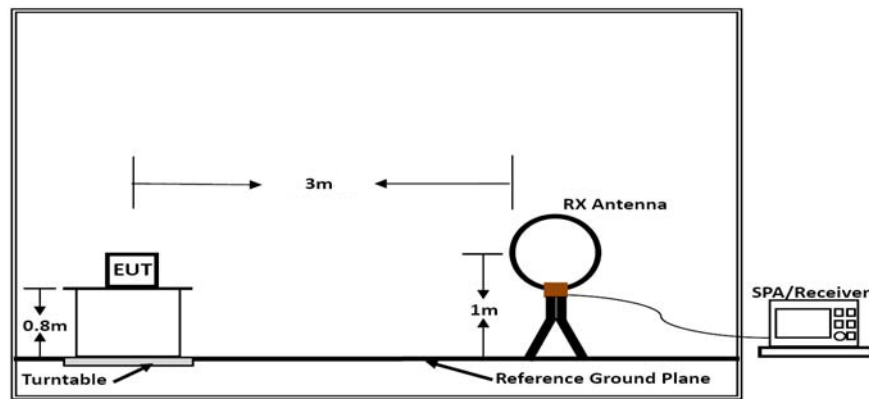 3m
RX Antenna
EUT
SPA/Receiver
0.8m
1m
Turntable
Reference Ground Plane